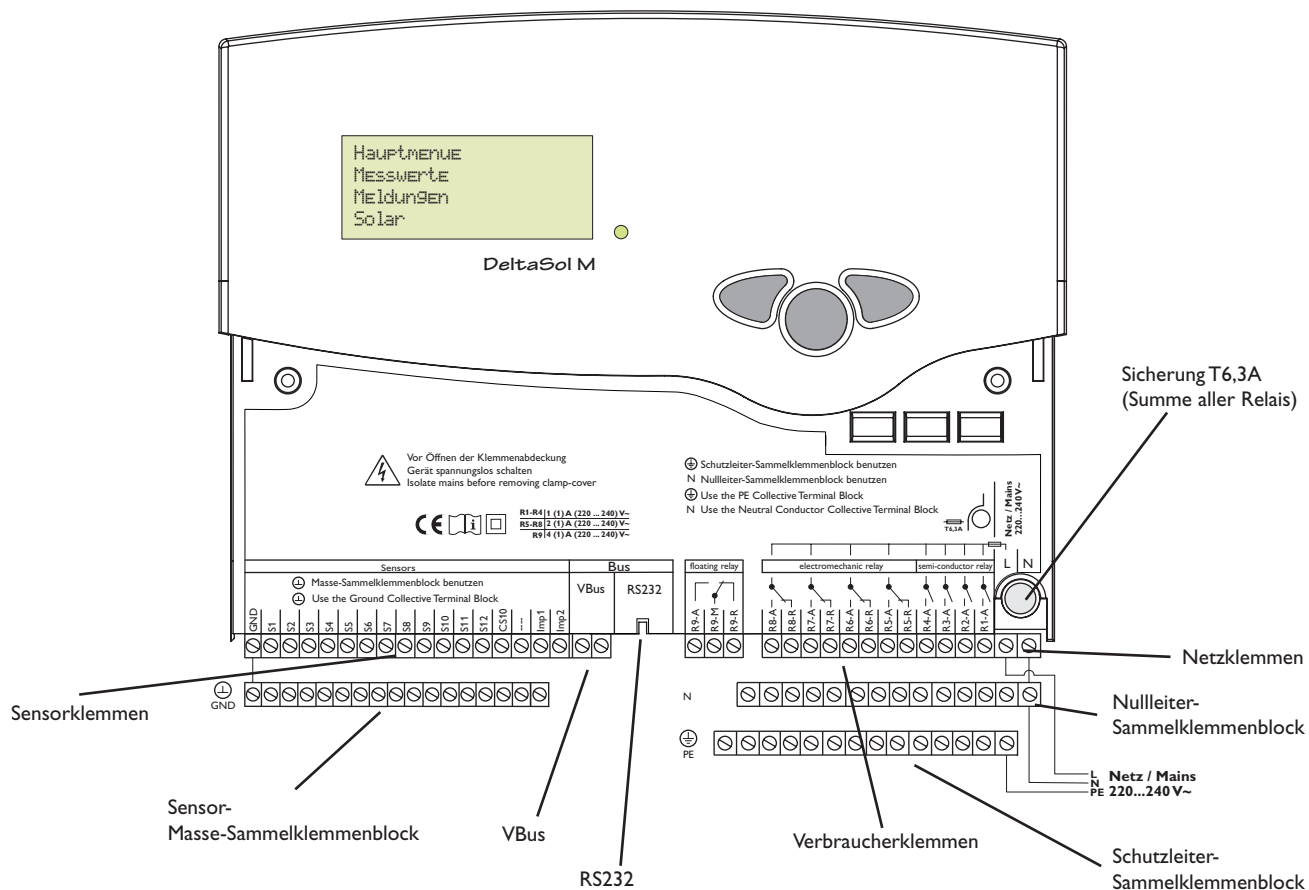 Hauptmenue
Messwerte
Meldungen
Solar
DeltaSol M
Sicherung T6,3A
(Summe aller Relais)
Vor Öffnen der Klemmenabdeckung
Gerät spannungslos schalten
Isolate mains before removing clamp-cover
Schutzleiter-Sammelklemmenblock benutzen
N Nullleiter-Sammelklemmenblock benutzen
Use the PE Collective Terminal Block
N Use the Neutral Conductor Collective Terminal Block
CE i
R1-R4 1 (1) A (220 ... 240) V~
R5-R8 2 (1) A (220 ... 240) V~
R9 4 (1) A (220 ... 240) V~
T6,3A
Netz / Mains
220...240 V~
L N
Sensors
Masse-Sammelklemmenblock benutzen
Use the Ground Collective Terminal Block
Bus
VBus
RS232
floating relay
electromechanic relay
semi-conductor relay
GND S1 S2 S3 S4 S5 S6 S7 S8 S9 S10 S11 S12 CS10 --- Imp1 Imp2
R9-A R9-M R9-R
R8-A R8-R R7-A R7-R R6-A R6-R R5-A R5-R R4-A R3-A R2-A R1-A
GND
N
PE
Netzklemmen
Sensorklemmen
Nullleiter-
Sammelklemmenblock
L
N
PE
Netz / Mains
220...240 V~
Sensor-
Masse-Sammelklemmenblock
VBus
RS232
Verbraucherklemmen
Schutzleiter-
Sammelklemmenblock